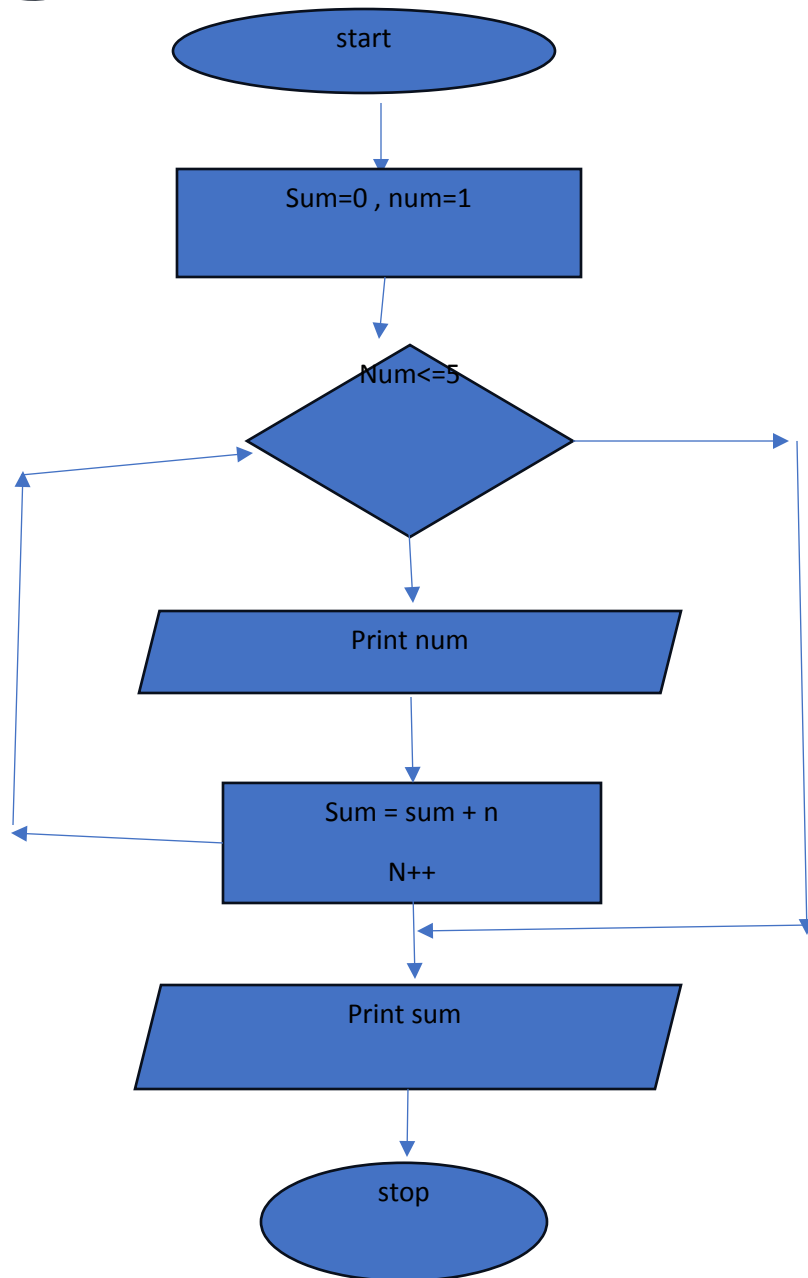 start
Sum=0 , num=1
Num<=5
Print num
Sum = sum + n
N++
Print sum
stop